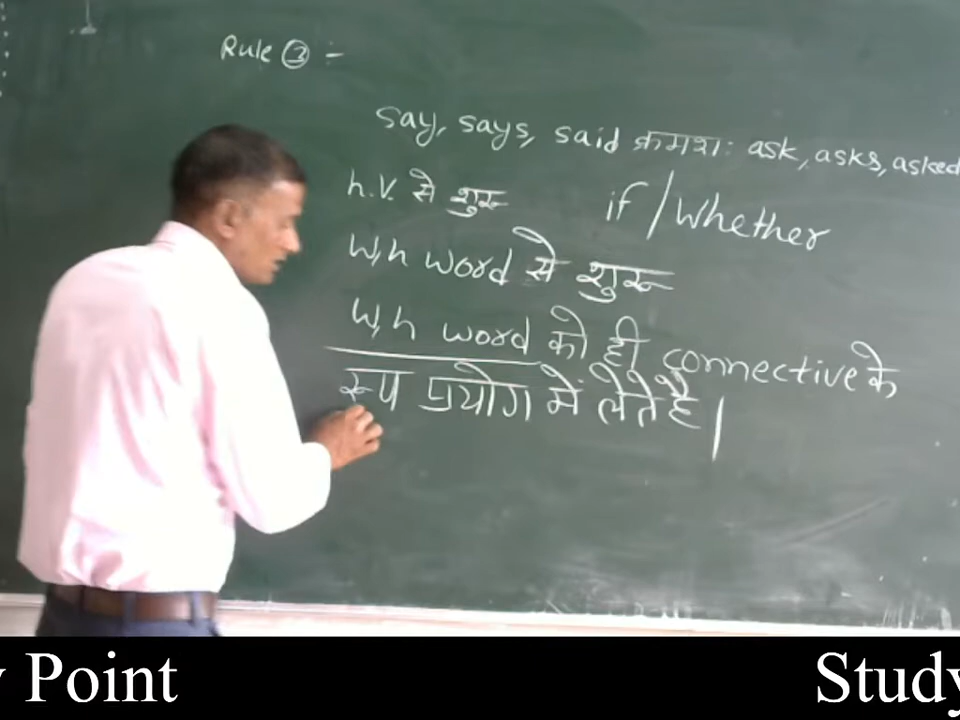 Rule ② :-
say, says, said क्रमशः ask, asks, asked
h.V. से शुरू if / Whether
W,h word से शुरू
W,h word को ही connective के
रूप प्रयोग में लेते है |
Point Study